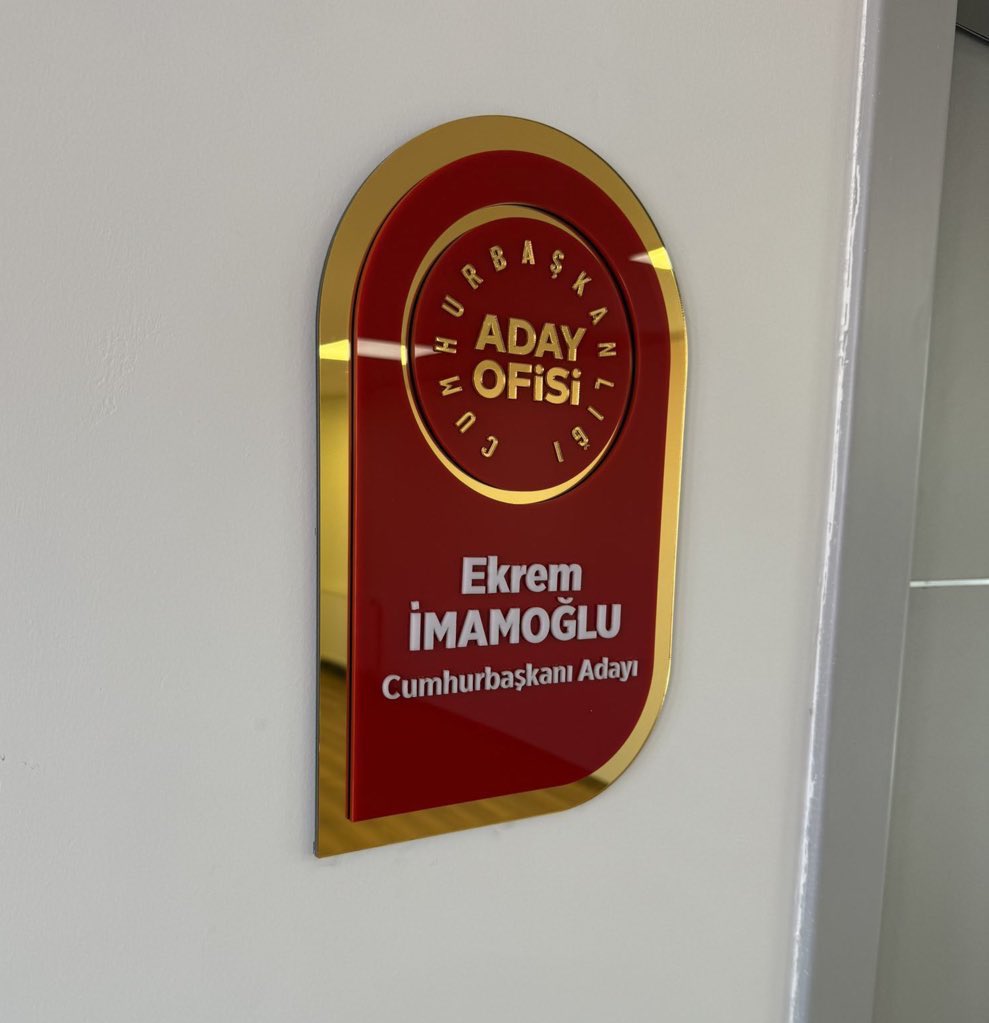 CUMHURBAŞKANLIĞI
ADAY
OFİSİ
Ekrem
İMAMOĞLU
Cumhurbaşkanı Adayı